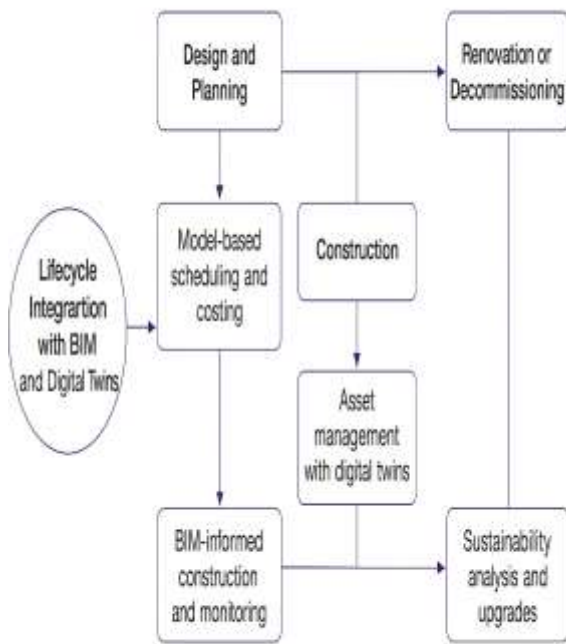 Design and
Planning
Renovation or
Decommissioning
Lifecycle
Integrartion
with BIM
and Digital Twins
Model-based
scheduling and
costing
Construction
Asset
management
with digital twins
BIM-informed
construction
and monitoring
Sustainability
analysis and
upgrades